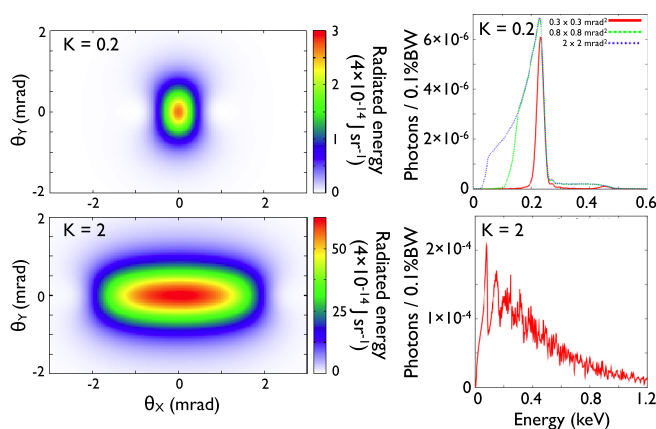 K = 0.2
2
0
-2
θY (mrad)
-2
0
2
3
2
1
0
Radiated energy
(4×10⁻¹⁴ J sr⁻¹)
K = 0.2
0.3 x 0.3 mrad²
0.8 x 0.8 mrad²
2 x 2 mrad²
6×10⁻⁶
4×10⁻⁶
2×10⁻⁶
0
Photons / 0.1%BW
0
0.2
0.4
0.6
K = 2
2
0
-2
θY (mrad)
-2
0
2
θX (mrad)
50
25
0
Radiated energy
(4×10⁻¹⁴ J sr⁻¹)
K = 2
2×10⁻⁴
1×10⁻⁴
0
Photons / 0.1%BW
0
0.4
0.8
1.2
Energy (keV)